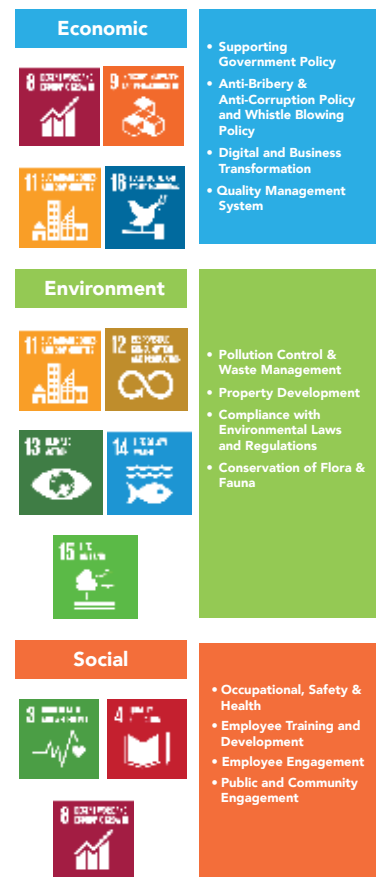 Economic
8
9
11
16
• Supporting
Government Policy
• Anti-Bribery &
Anti-Corruption Policy
and Whistle Blowing
Policy
• Digital and Business
Transformation
• Quality Management
System
Environment
11
12
13
14
15
• Pollution Control &
Waste Management
• Property Development
• Compliance with
Environmental Laws
and Regulations
• Conservation of Flora &
Fauna
Social
3
4
8
• Occupational, Safety &
Health
• Employee Training and
Development
• Employee Engagement
• Public and Community
Engagement